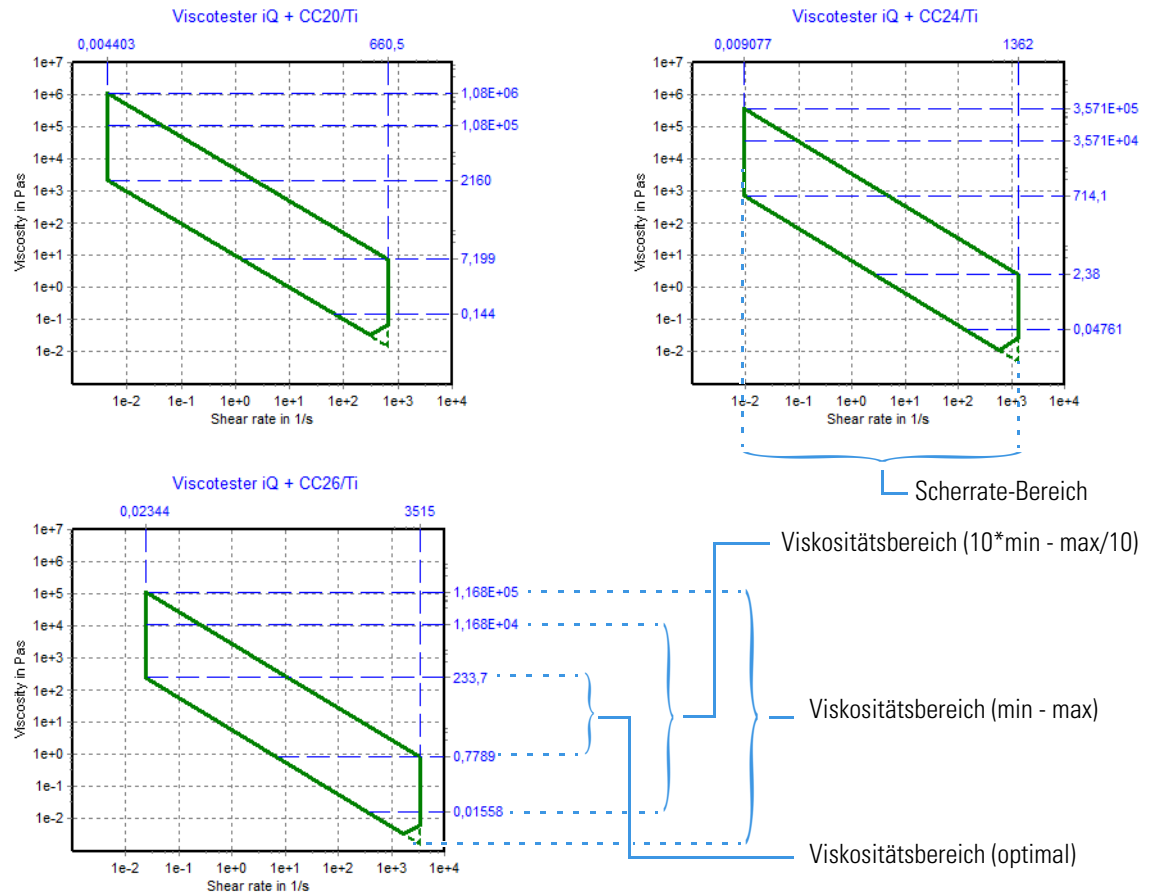 Viscotester iQ + CC20/Ti
0,004403 660,5
1e+7
1e+6
1e+5
1e+4
1e+3
1e+2
1e+1
1e+0
1e-1
1e-2
Viscosity in Pas
1,08E+06
1,08E+05
2160
7,199
0,144
1e-2 1e-1 1e+0 1e+1 1e+2 1e+3 1e+4
Shear rate in 1/s
Viscotester iQ + CC24/Ti
0,009077 1362
1e+7
1e+6
1e+5
1e+4
1e+3
1e+2
1e+1
1e+0
1e-1
1e-2
Viscosity in Pas
3,571E+05
3,571E+04
714,1
2,38
0,04761
1e-2 1e-1 1e+0 1e+1 1e+2 1e+3 1e+4
Shear rate in 1/s
Scherrate-Bereich
Viscotester iQ + CC26/Ti
0,02344 3515
1e+7
1e+6
1e+5
1e+4
1e+3
1e+2
1e+1
1e+0
1e-1
1e-2
Viscosity in Pas
1,168E+05
1,168E+04
233,7
0,7789
0,01558
1e-2 1e-1 1e+0 1e+1 1e+2 1e+3 1e+4
Shear rate in 1/s
Viskositätsbereich (10*min - max/10)
Viskositätsbereich (min - max)
Viskositätsbereich (optimal)